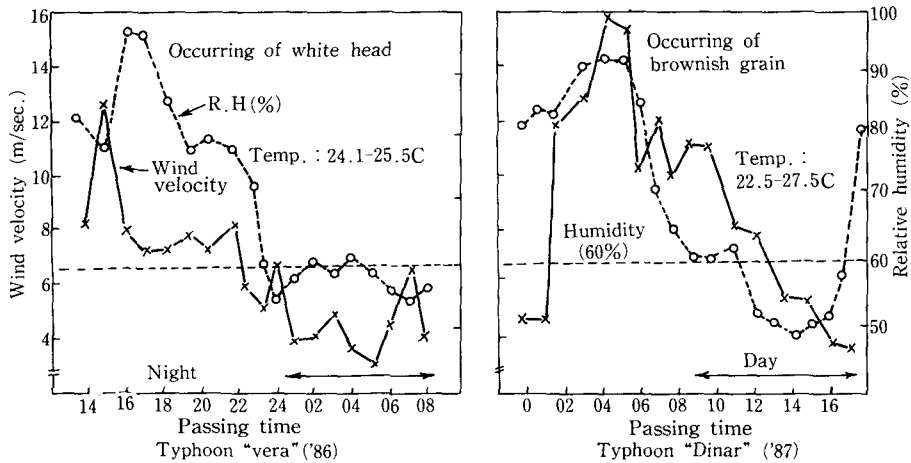 Wind velocity (m/sec.)
16
14
12
10
8
6
4
Occurring of white head
R.H(%)
Temp. : 24.1-25.5C
Wind
velocity
Night
14 16 18 20 22 24 02 04 06 08
Passing time
Typhoon “vera”('86)
Occurring of
brownish grain
Temp.:
22.5-27.5C
Humidity
(60%)
Day
0 02 04 06 08 10 14 16
Passing time
Typhoon “Dinar” ('87)
100
90
80
70
60
50
Relative humidity (%)